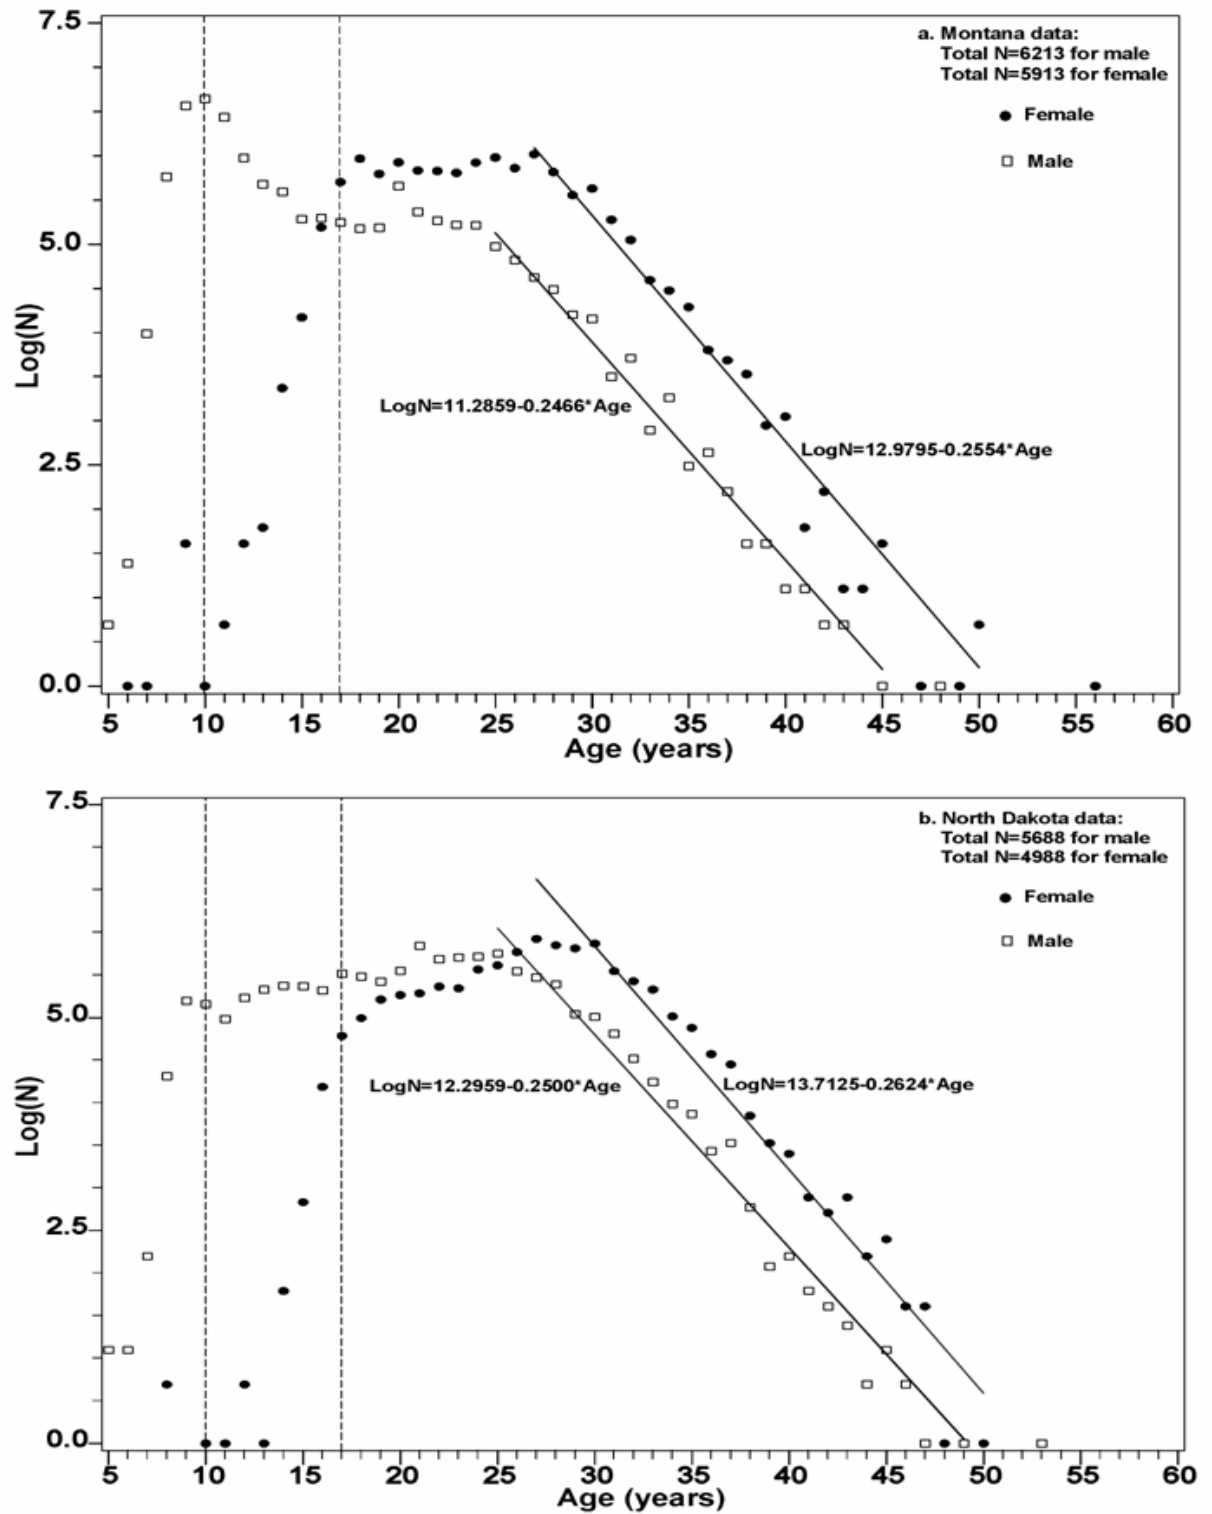 7.5
a. Montana data:
Total N=6213 for male
Total N=5913 for female
Female
Male
5.0
Log(N)
LogN=11.2859-0.2466*Age
LogN=12.9795-0.2554*Age
2.5
0.0
5 10 15 20 25 30 35 40 45 50 55 60
Age (years)
7.5
b. North Dakota data:
Total N=5688 for male
Total N=4988 for female
Female
Male
5.0
Log(N)
LogN=12.2959-0.2500*Age
LogN=13.7125-0.2624*Age
2.5
0.0
5 10 15 20 25 30 35 40 45 50 55 60
Age (years)